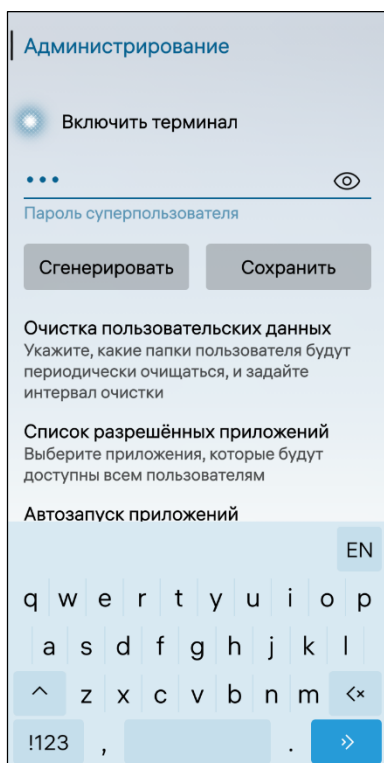 Администрирование
Включить терминал
•••
Пароль суперпользователя
Сгенерировать Сохранить
Очистка пользовательских данных
Укажите, какие папки пользователя будут
периодически очищаться, и задайте
интервал очистки
Список разрешённых приложений
Выберите приложения, которые будут
доступны всем пользователям
Автозапуск приложений
EN
q w e r t y u i o p
a s d f g h j k l
z x c v b n m
!123 , .